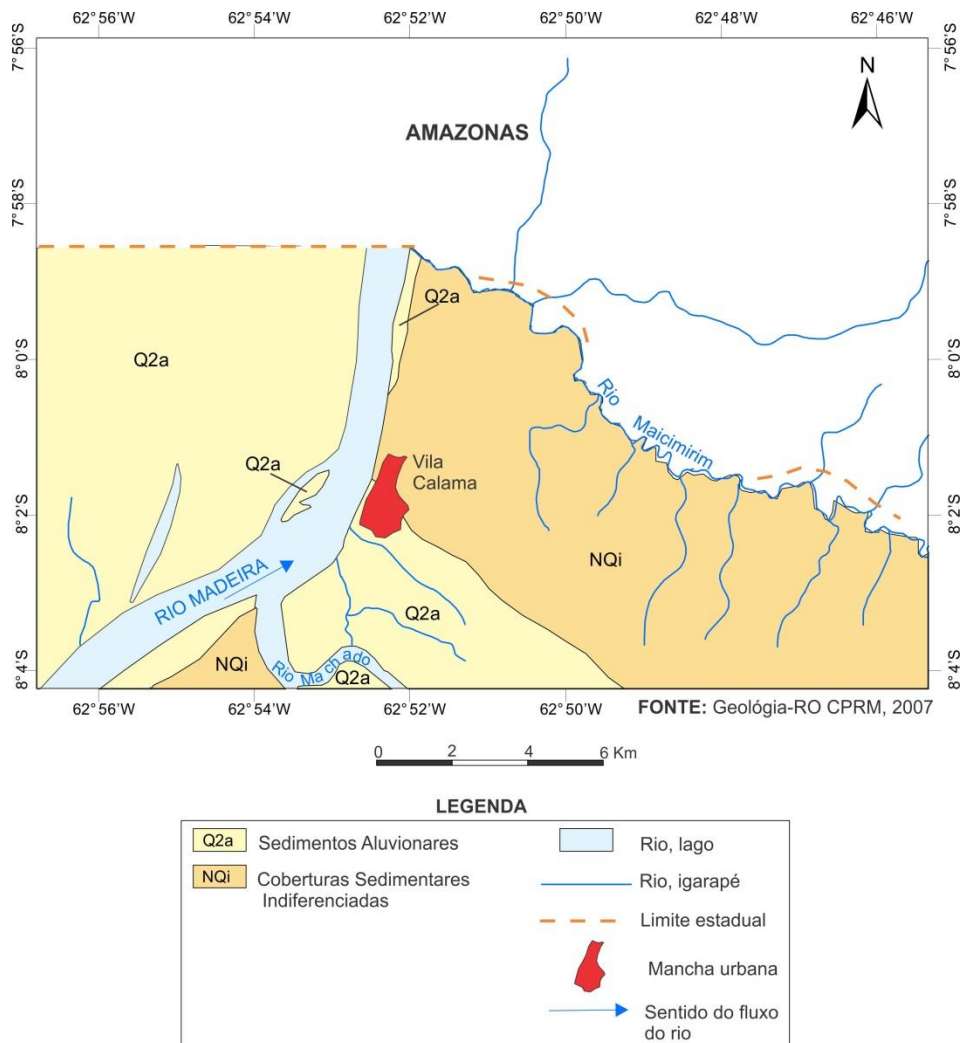 62°56'W
62°54'W
62°52'W
62°50'W
62°48'W
62°46'W
7°56'S
7°56'S
N
AMAZONAS
7°58'S
7°58'S
Q2a
Q2a
8°0'S
8°0'S
Rio
Maicimirim
Q2a
Vila
Calama
8°2'S
8°2'S
NQi
RIO MADEIRA
Q2a
NQi
Rio Machado
Q2a
8°4'S
8°4'S
62°56'W
62°54'W
62°52'W
62°50'W
FONTE: Geológia-RO CPRM, 2007
0 2 4 6 Km
LEGENDA
Q2a Sedimentos Aluvionares
NQi Coberturas Sedimentares
Indiferenciadas
Rio, lago
Rio, igarapé
Limite estadual
Mancha urbana
Sentido do fluxo
do rio